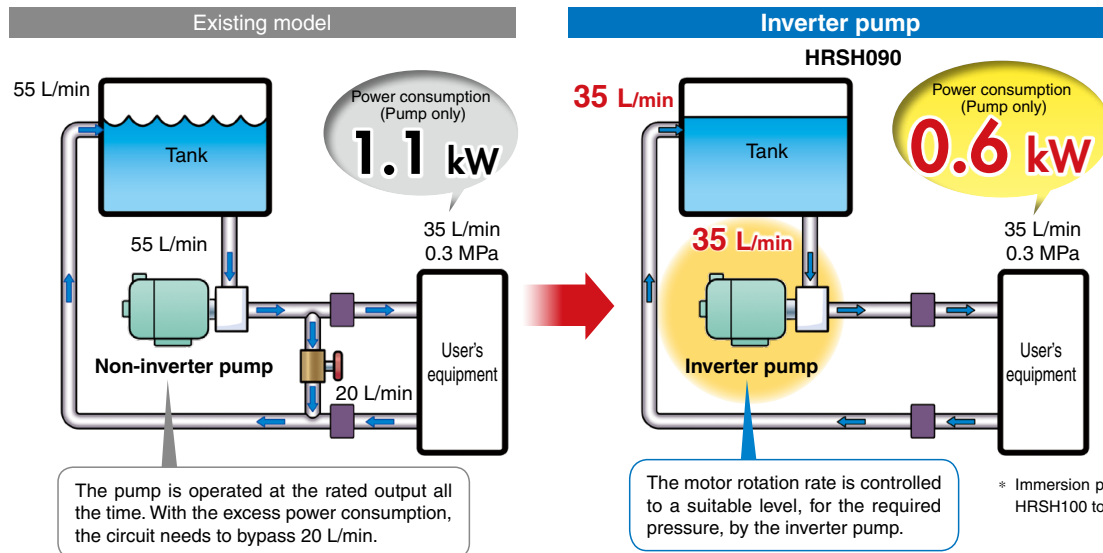 Existing model
55 L/min
Tank
Power consumption
(Pump only)
1.1 kW
35 L/min
0.3 MPa
55 L/min
Non-inverter pump
20 L/min
User's
equipment
The pump is operated at the rated output all
the time. With the excess power consumption,
the circuit needs to bypass 20 L/min.
Inverter pump
HRSH090
35 L/min
Tank
Power consumption
(Pump only)
0.6 kW
35 L/min
0.3 MPa
35 L/min
Inverter pump
User's
equipment
The motor rotation rate is controlled
to a suitable level, for the required
pressure, by the inverter pump.
* Immersion p
HRSH100 to